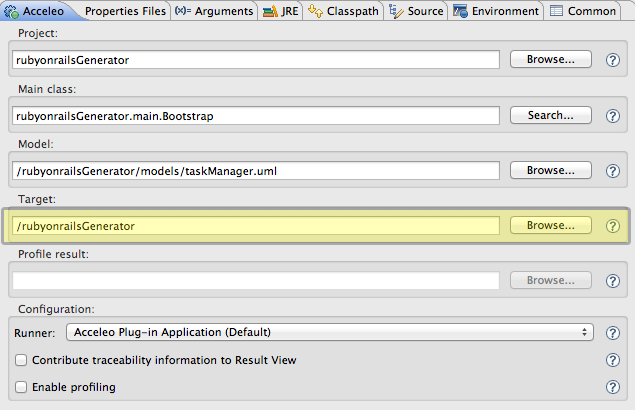 Acceleo Properties Files (x)= Arguments JRE Classpath Source Environment Common
Project:
rubyonrailsGenerator Browse... ?
Main class:
rubyonrailsGenerator.main.Bootstrap Search... ?
Model:
/rubyonrailsGenerator/models/taskManager.uml Browse... ?
Target:
/rubyonrailsGenerator Browse... ?
Profile result:
Browse... ?
Configuration:
Runner: Acceleo Plug-in Application (Default) ?
Contribute traceability information to Result View ?
Enable profiling ?